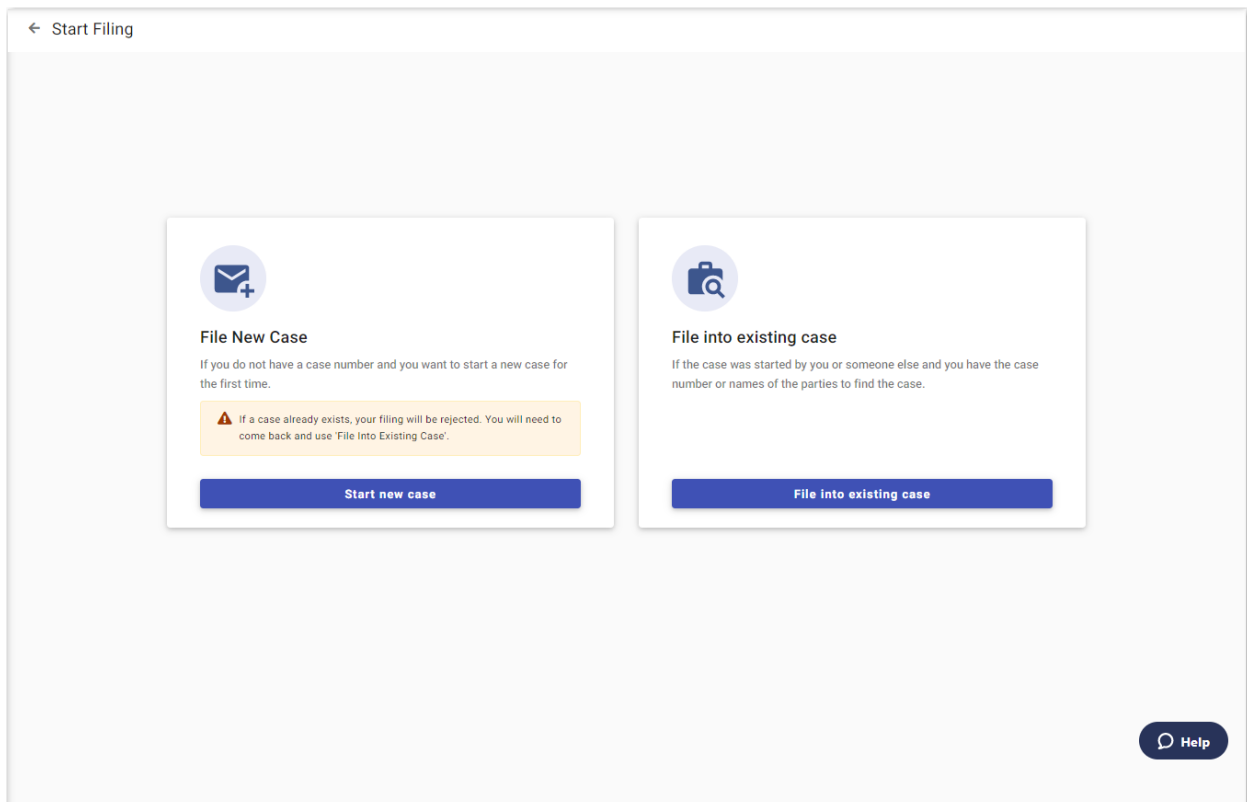 Start Filing
File New Case
If you do not have a case number and you want to start a new case for
the first time.
If a case already exists, your filing will be rejected. You will need to
come back and use 'File Into Existing Case'.
Start new case
File into existing case
If the case was started by you or someone else and you have the case
number or names of the parties to find the case.
File into existing case
Help